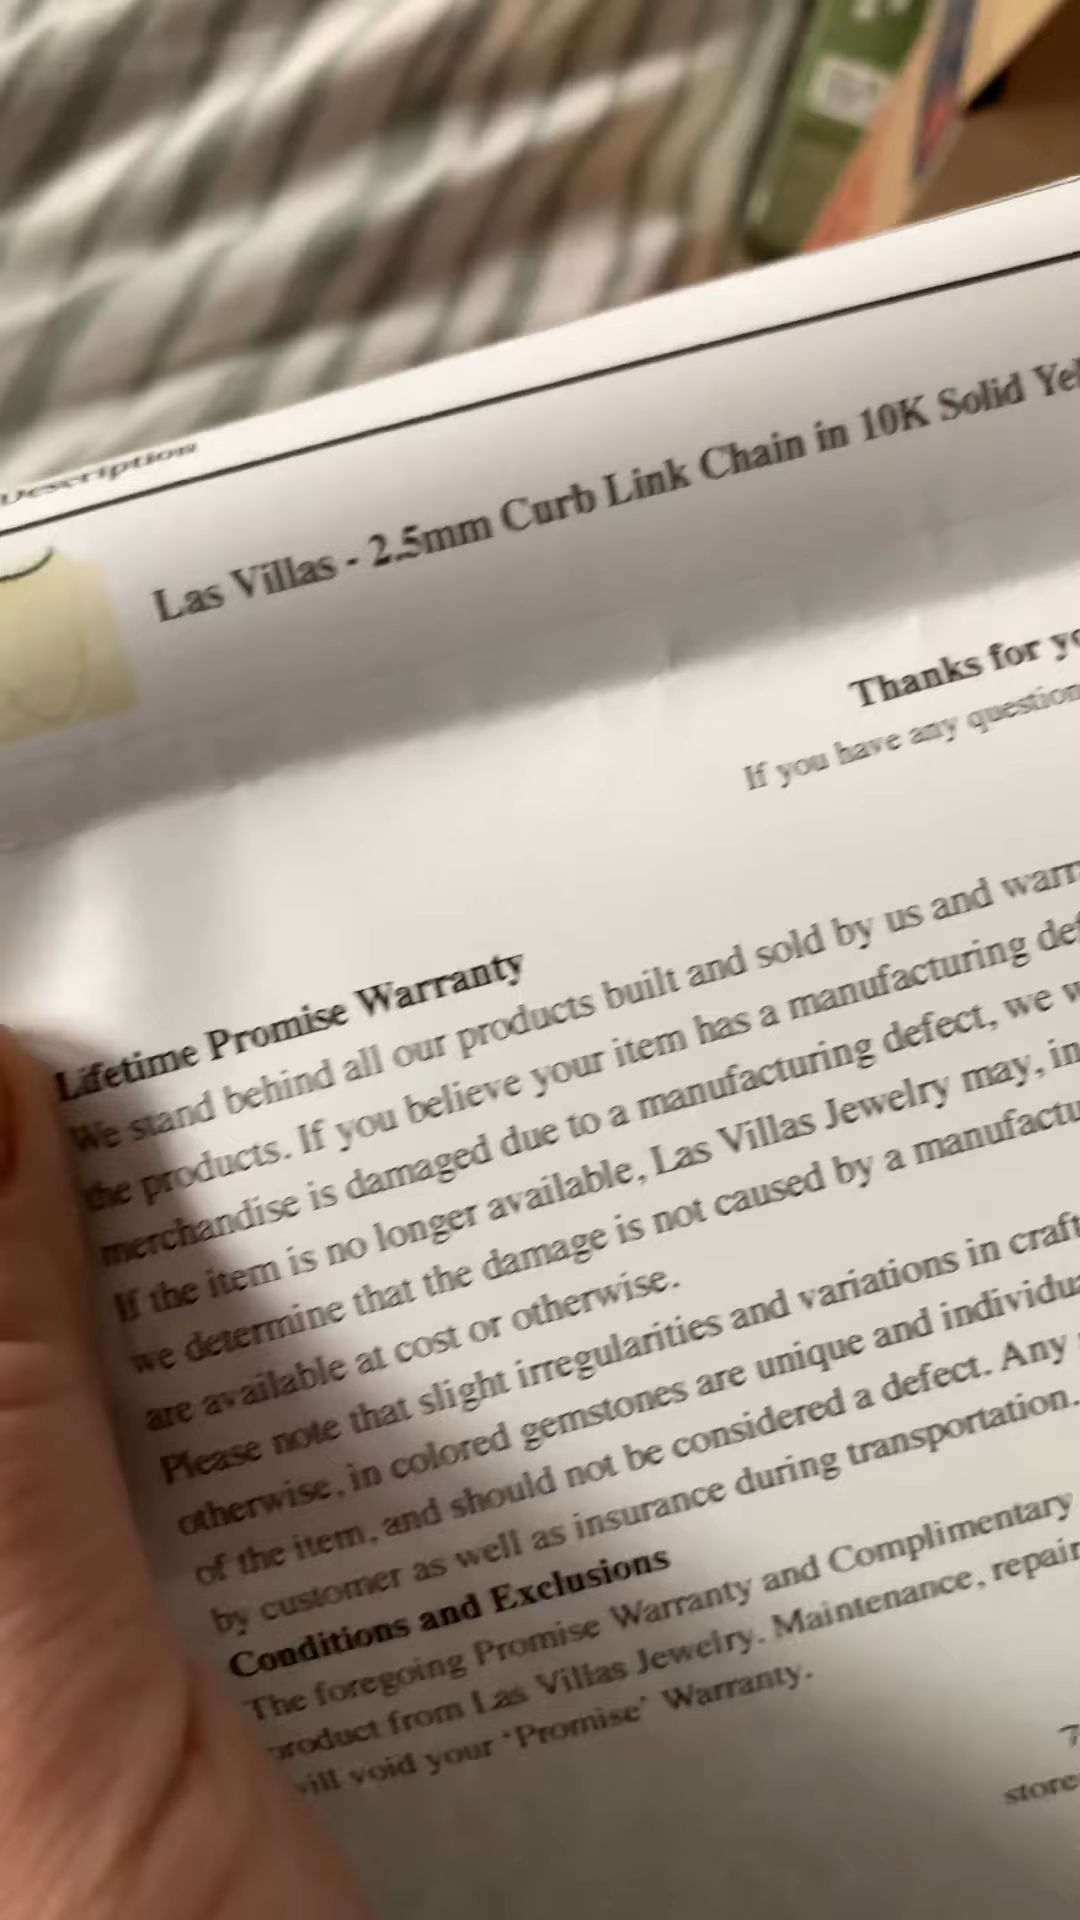 Description
Las Villas - 2.5mm Curb Link Chain in 10K Solid Yel
Thanks for yo
If you have any question
Lifetime Promise Warranty
We stand behind all our products built and sold by us and warr
the products. If you believe your item has a manufacturing def
merchandise is damaged due to a manufacturing defect, we w
If the item is no longer available, Las Villas Jewelry may, in
we determine that the damage is not caused by a manufactu
are available at cost or otherwise.
Please note that slight irregularities and variations in craft
otherwise, in colored gemstones are unique and individua
of the item, and should not be considered a defect. Any
by customer as well as insurance during transportation.
Conditions and Exclusions
The foregoing Promise Warranty and Complimentary
product from Las Villas Jewelry. Maintenance, repair
will void your 'Promise' Warranty.
7
store